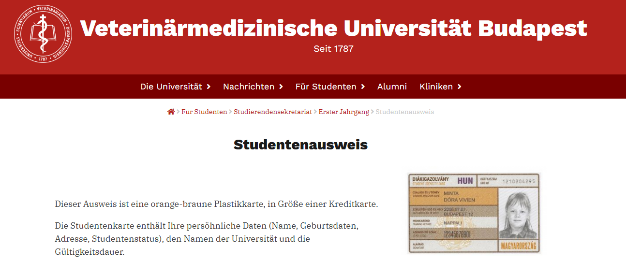 Veterinärmedizinische Universität Budapest
Seit 1787
Die Universität
Nachrichten
Für Studenten
Alumni
Kliniken
Für Studenten > Studierendensekretariat > Erster Jahrgang > Studentenausweis
Studentenausweis
Dieser Ausweis ist eine orange-braune Plastikkarte, in Größe einer Kreditkarte.
Die Studentenkarte enthält Ihre persöhnliche Daten (Name, Geburtsdaten,
Adresse, Studentenstatus), den Namen der Universität und die
Gültigkeitsdauer.
DIÁKIGAZOLVÁNY HUN
MINTA
DÓRA VIVIEN
MAGYARORSZÁG